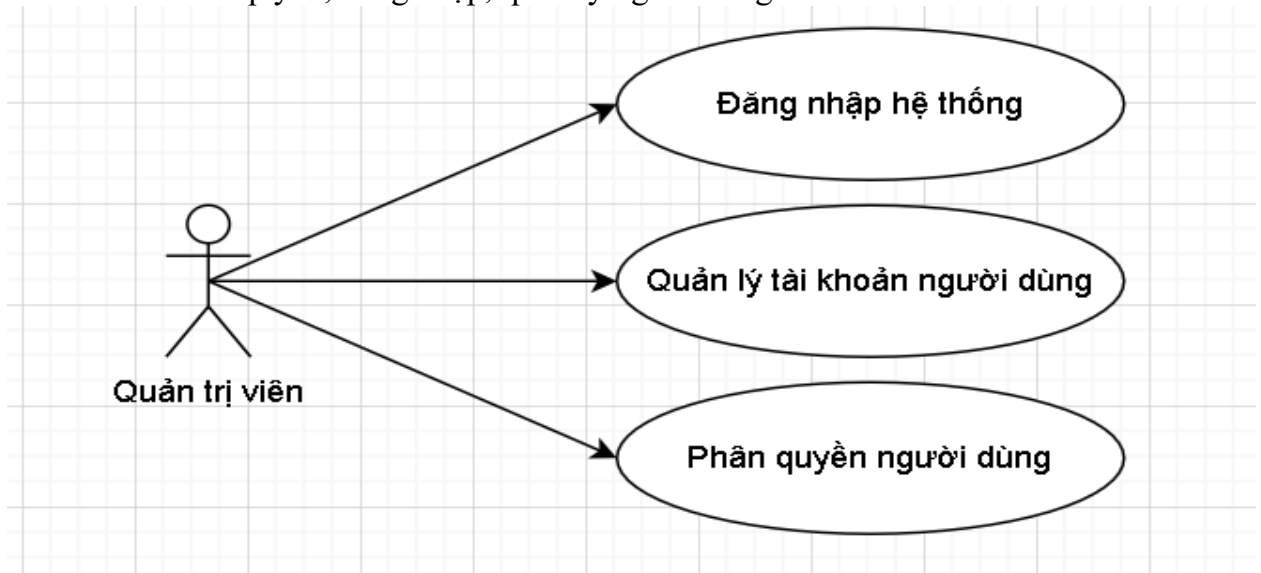 Đăng nhập hệ thống
Quản lý tài khoản người dùng
Quản trị viên
Phân quyền người dùng